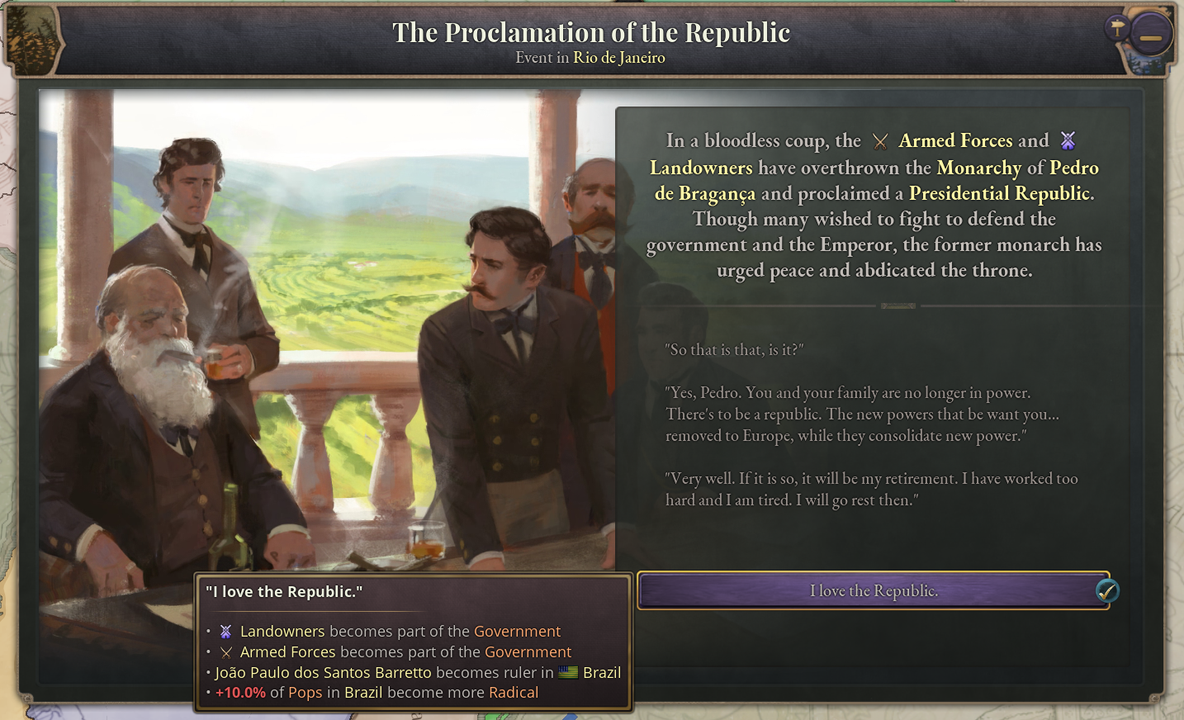 The Proclamation of the Republic
Event in Rio de Janeiro
In a bloodless coup, the Armed Forces and
Landowners have overthrown the Monarchy of Pedro
de Bragança and proclaimed a Presidential Republic.
Though many wished to fight to defend the
government and the Emperor, the former monarch has
urged peace and abdicated the throne.
"So that is that, is it?"
"Yes, Pedro. You and your family are no longer in power.
There's to be a republic. The new powers that be want you...
removed to Europe, while they consolidate new power."
"Very well. If it is so, it will be my retirement. I have worked too
hard and I am tired. I will go rest then."
I love the Republic.
"I love the Republic."
• Landowners becomes part of the Government
• Armed Forces becomes part of the Government
• João Paulo dos Santos Barretto becomes ruler in Brazil
• +10.0% of Pops in Brazil become more Radical